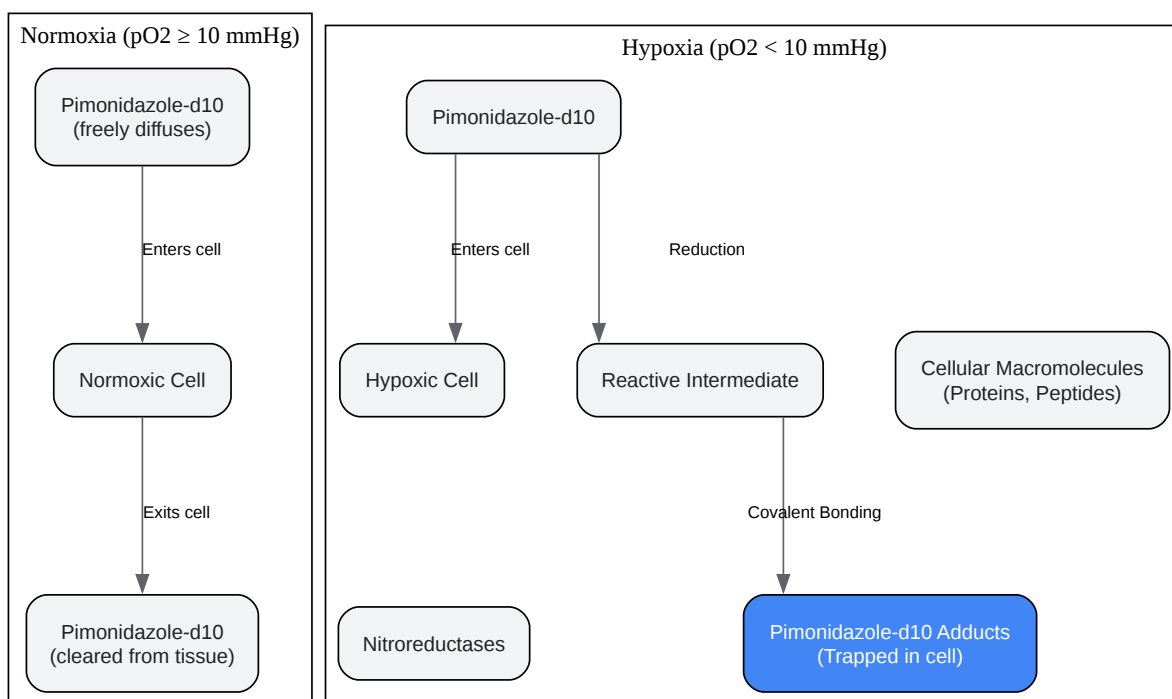 Normoxia (pO2 ≥ 10 mmHg)
Pimonidazole-d10
(freely diffuses)
Enters cell
Normoxic Cell
Exits cell
Pimonidazole-d10
(cleared from tissue)
Hypoxia (pO2 < 10 mmHg)
Pimonidazole-d10
Enters cell
Reduction
Hypoxic Cell
Reactive Intermediate
Cellular Macromolecules
(Proteins, Peptides)
Covalent Bonding
Nitroreductases
Pimonidazole-d10 Adducts
(Trapped in cell)